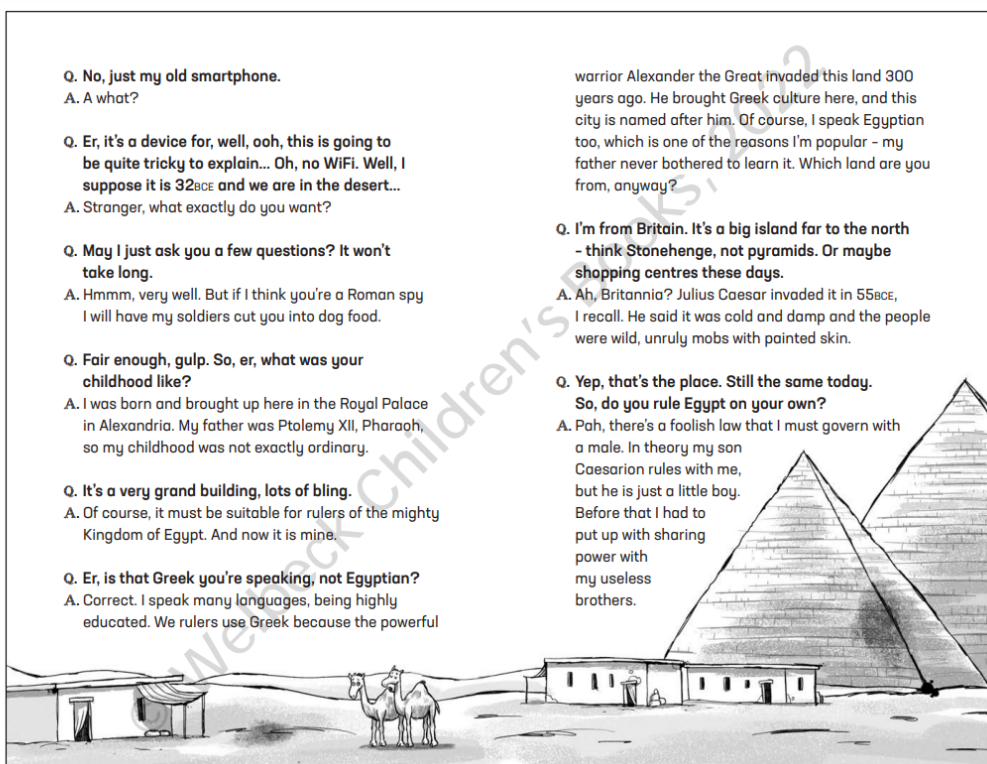 Q. No, just my old smartphone.
A. A what?
Q. Er, it's a device for, well, ooh, this is going to
be quite tricky to explain... Oh, no WiFi. Well, I
suppose it is 32BCE and we are in the desert...
A. Stranger, what exactly do you want?
Q. May I just ask you a few questions? It won't
take long.
A. Hmmm, very well. But if I think you're a Roman spy
I will have my soldiers cut you into dog food.
Q. Fair enough, gulp. So, er, what was your
childhood like?
A. I was born and brought up here in the Royal Palace
in Alexandria. My father was Ptolemy XII, Pharaoh,
so my childhood was not exactly ordinary.
Q. It's a very grand building, lots of bling.
A. Of course, it must be suitable for rulers of the mighty
Kingdom of Egypt. And now it is mine.
Q. Er, is that Greek you're speaking, not Egyptian?
A. Correct. I speak many languages, being highly
educated. We rulers use Greek because the powerful
warrior Alexander the Great invaded this land 300
years ago. He brought Greek culture here, and this
city is named after him. Of course, I speak Egyptian
too, which is one of the reasons I'm popular – my
father never bothered to learn it. Which land are you
from, anyway?
Q. I'm from Britain. It's a big island far to the north
– think Stonehenge, not pyramids. Or maybe
shopping centres these days.
A. Ah, Britannia? Julius Caesar invaded it in 55BCE,
I recall. He said it was cold and damp and the people
were wild, unruly mobs with painted skin.
Q. Yep, that's the place. Still the same today.
So, do you rule Egypt on your own?
A. Pah, there's a foolish law that I must govern with
a male. In theory my son
Caesarion rules with me,
but he is just a little boy.
Before that I had to
put up with sharing
power with
my useless
brothers.
© Welbeck Children's Books, 2022